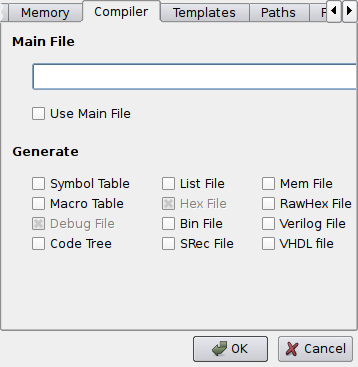 Memory Compiler Templates Paths
Main File
Use Main File
Generate
Symbol Table List File Mem File
Macro Table Hex File RawHex File
Debug File Bin File Verilog File
Code Tree SRec File VHDL file
OK Cancel